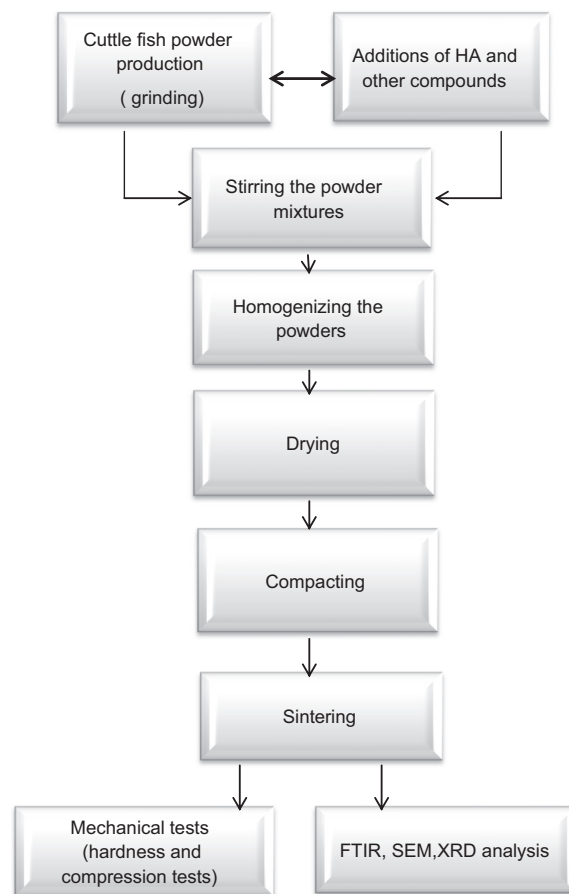 Cuttle fish powder
production
( grinding)
Additions of HA and
other compounds
Stirring the powder
mixtures
Homogenizing the
powders
Drying
Compacting
Sintering
Mechanical tests
(hardness and
compression tests)
FTIR, SEM,XRD analysis